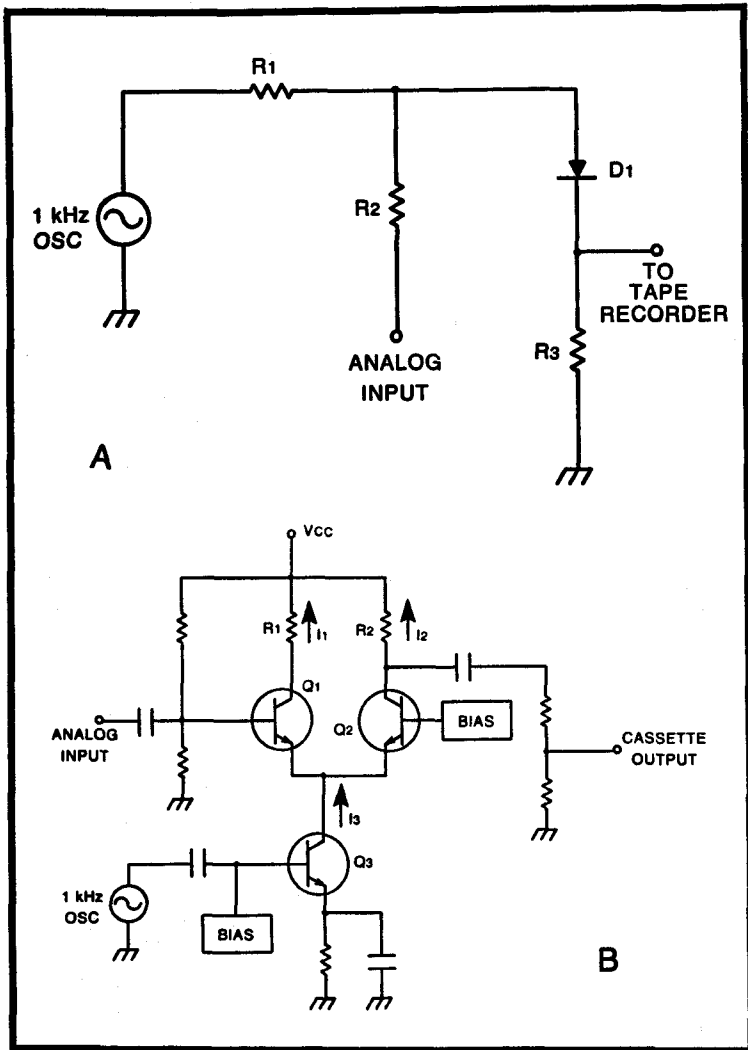 R1
1 kHz
OSC
R2
D1
TO
TAPE
RECORDER
R3
ANALOG
INPUT
A
VCC
R1
I1
R2
I2
Q1
Q2
BIAS
ANALOG
INPUT
CASSETTE
OUTPUT
I3
Q3
1 kHz
OSC
BIAS
B